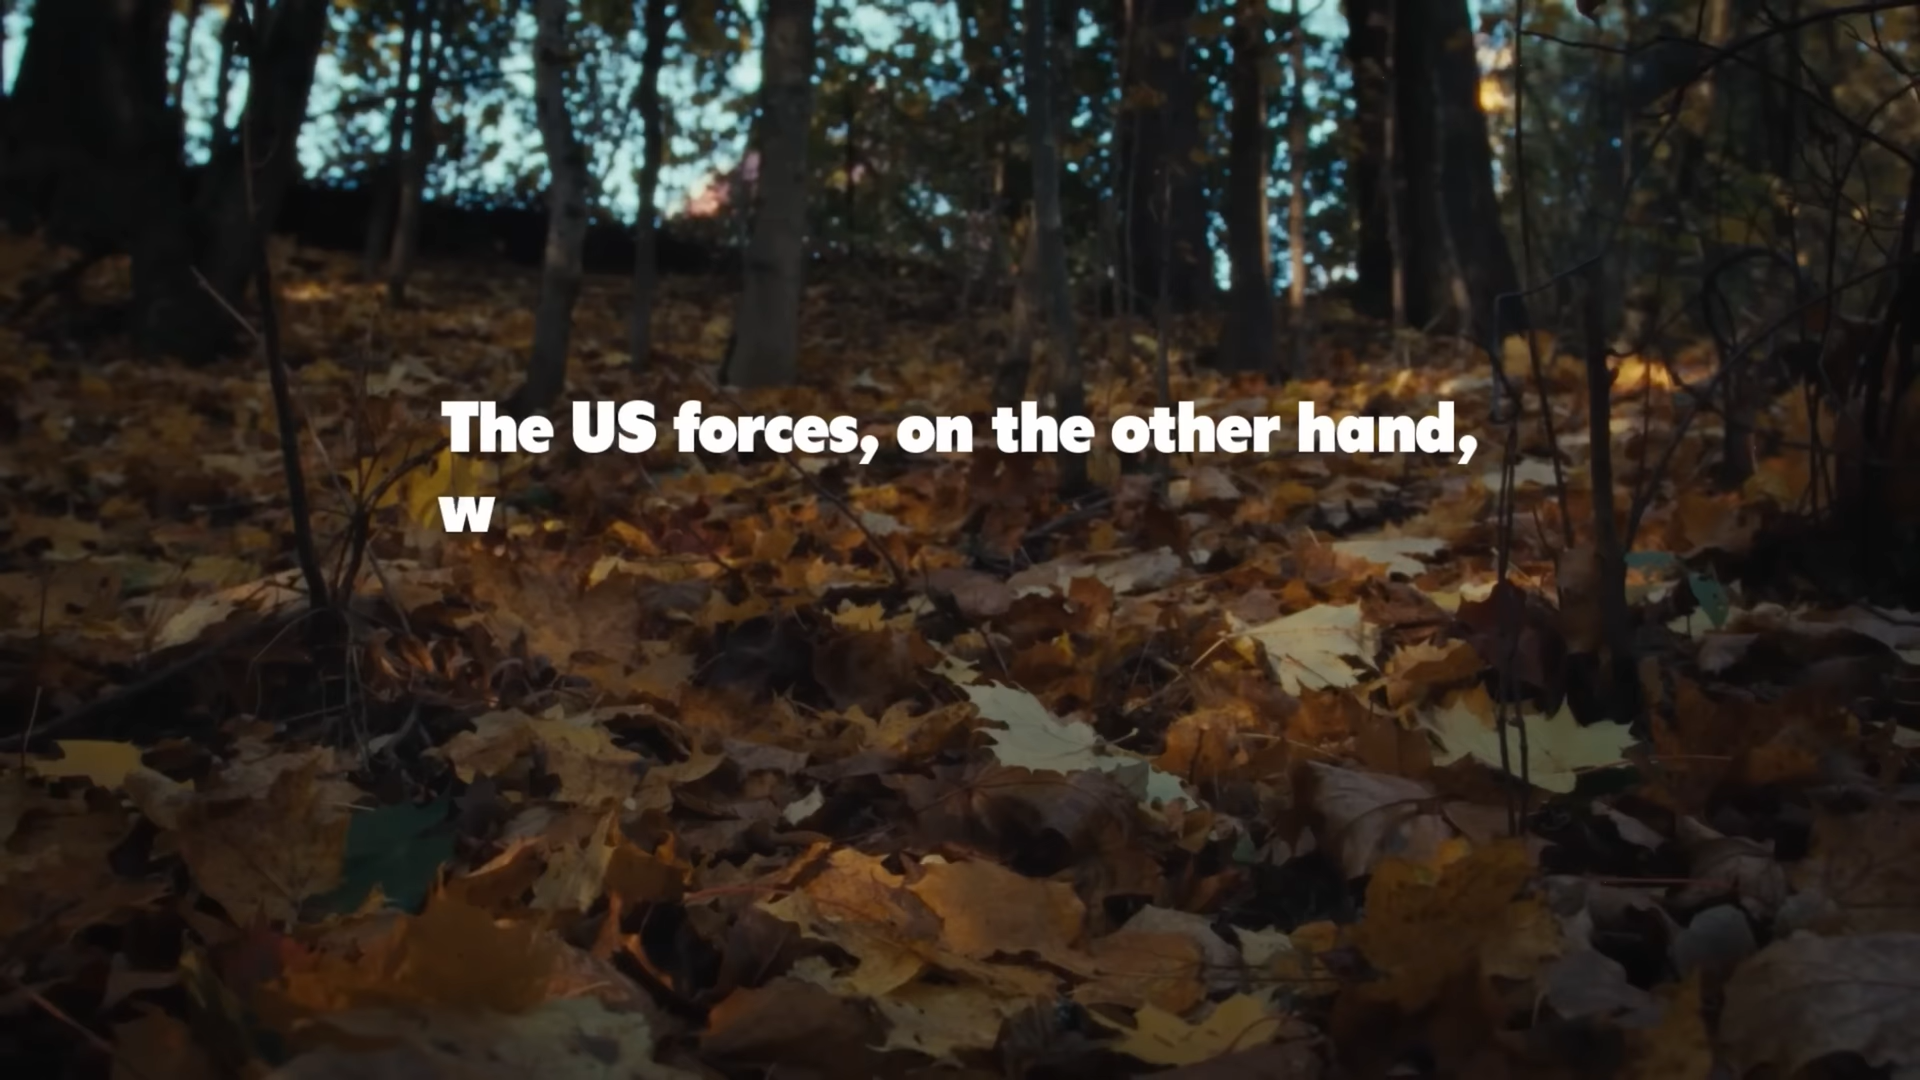 The US forces, on the other hand,
w